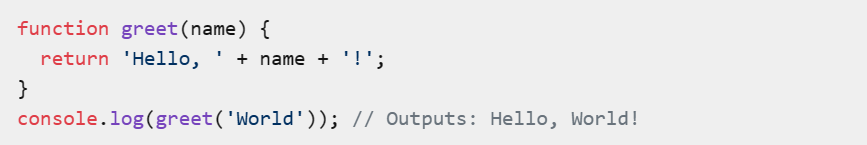 function greet(name) {
  return 'Hello, ' + name + '!';
}
console.log(greet('World')); // Outputs: Hello, World!